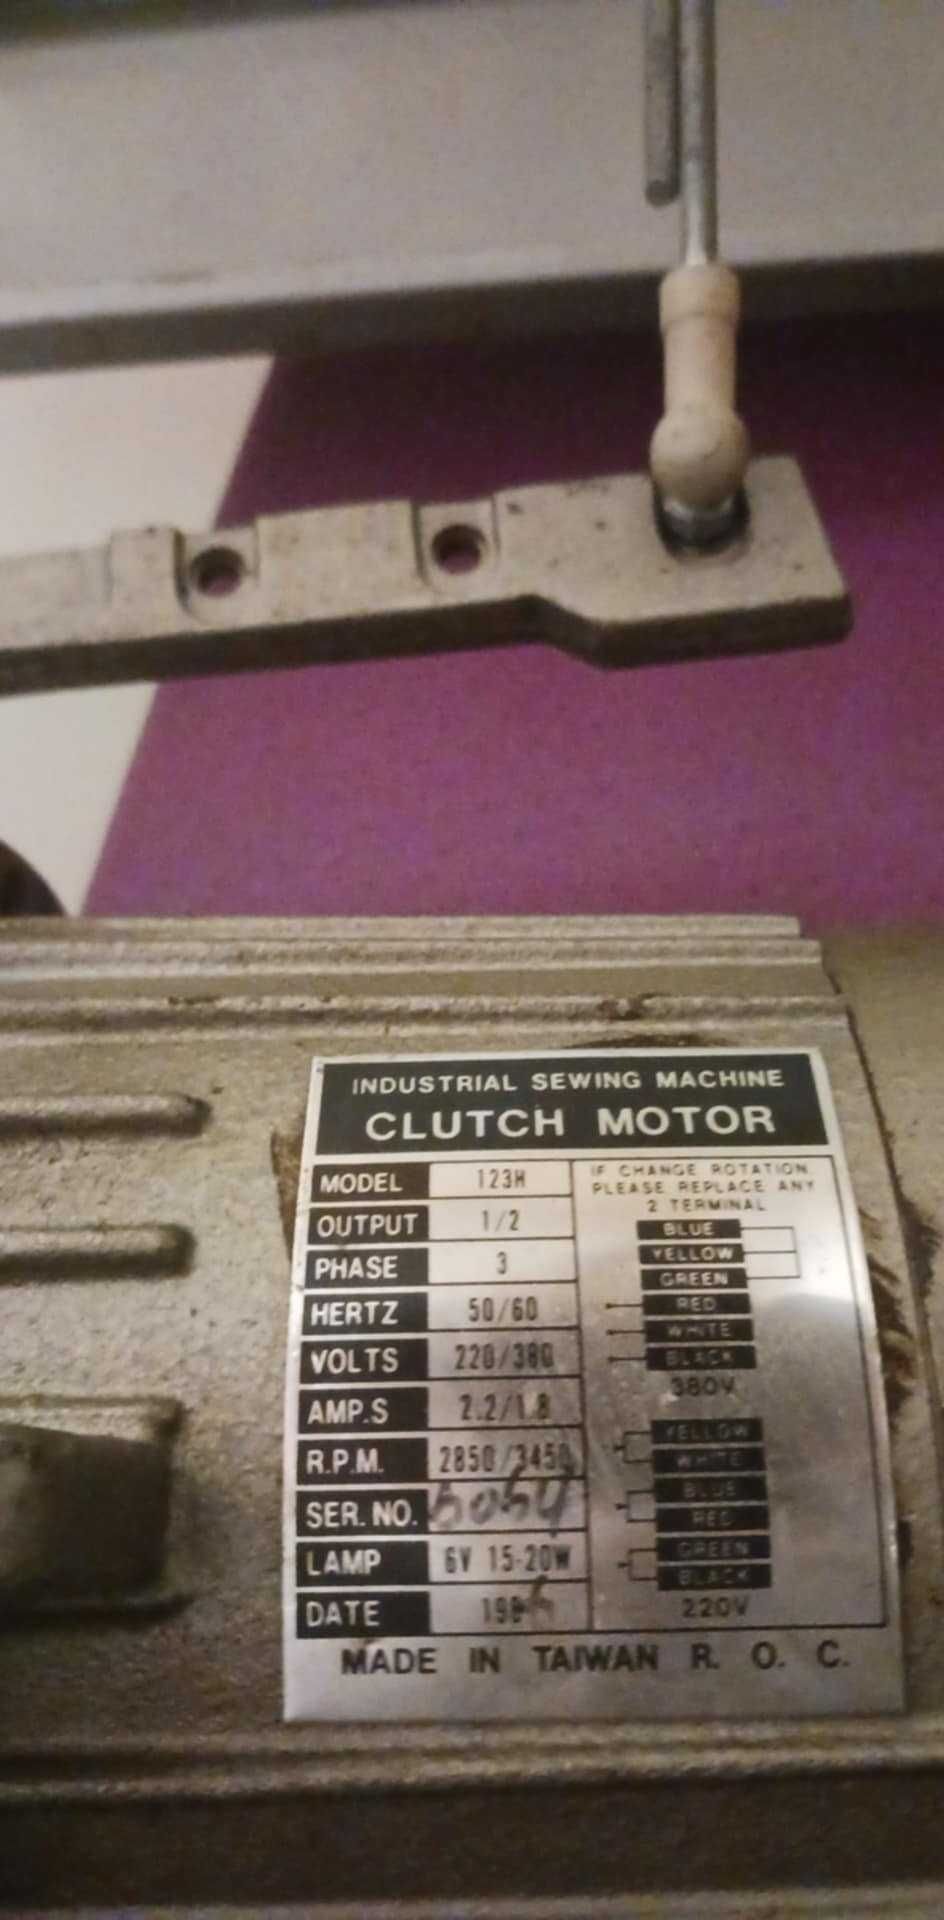 INDUSTRIAL SEWING MACHINE
CLUTCH MOTOR
MODEL 123H
OUTPUT 1/2
PHASE 3
HERTZ 50/60
VOLTS 220/380
AMP.S 2.2/1.8
R.P.M. 2850/3450
SER. NO.
LAMP 6V 15-20W
DATE
IF CHANGE ROTATION.
PLEASE REPLACE ANY
2 TERMINAL
BLUE
YELLOW
GREEN
RED
WHITE
BLACK
380V
YELLOW
WHITE
BLUE
RED
GREEN
BLACK
220V
MADE IN TAIWAN R. O. C.